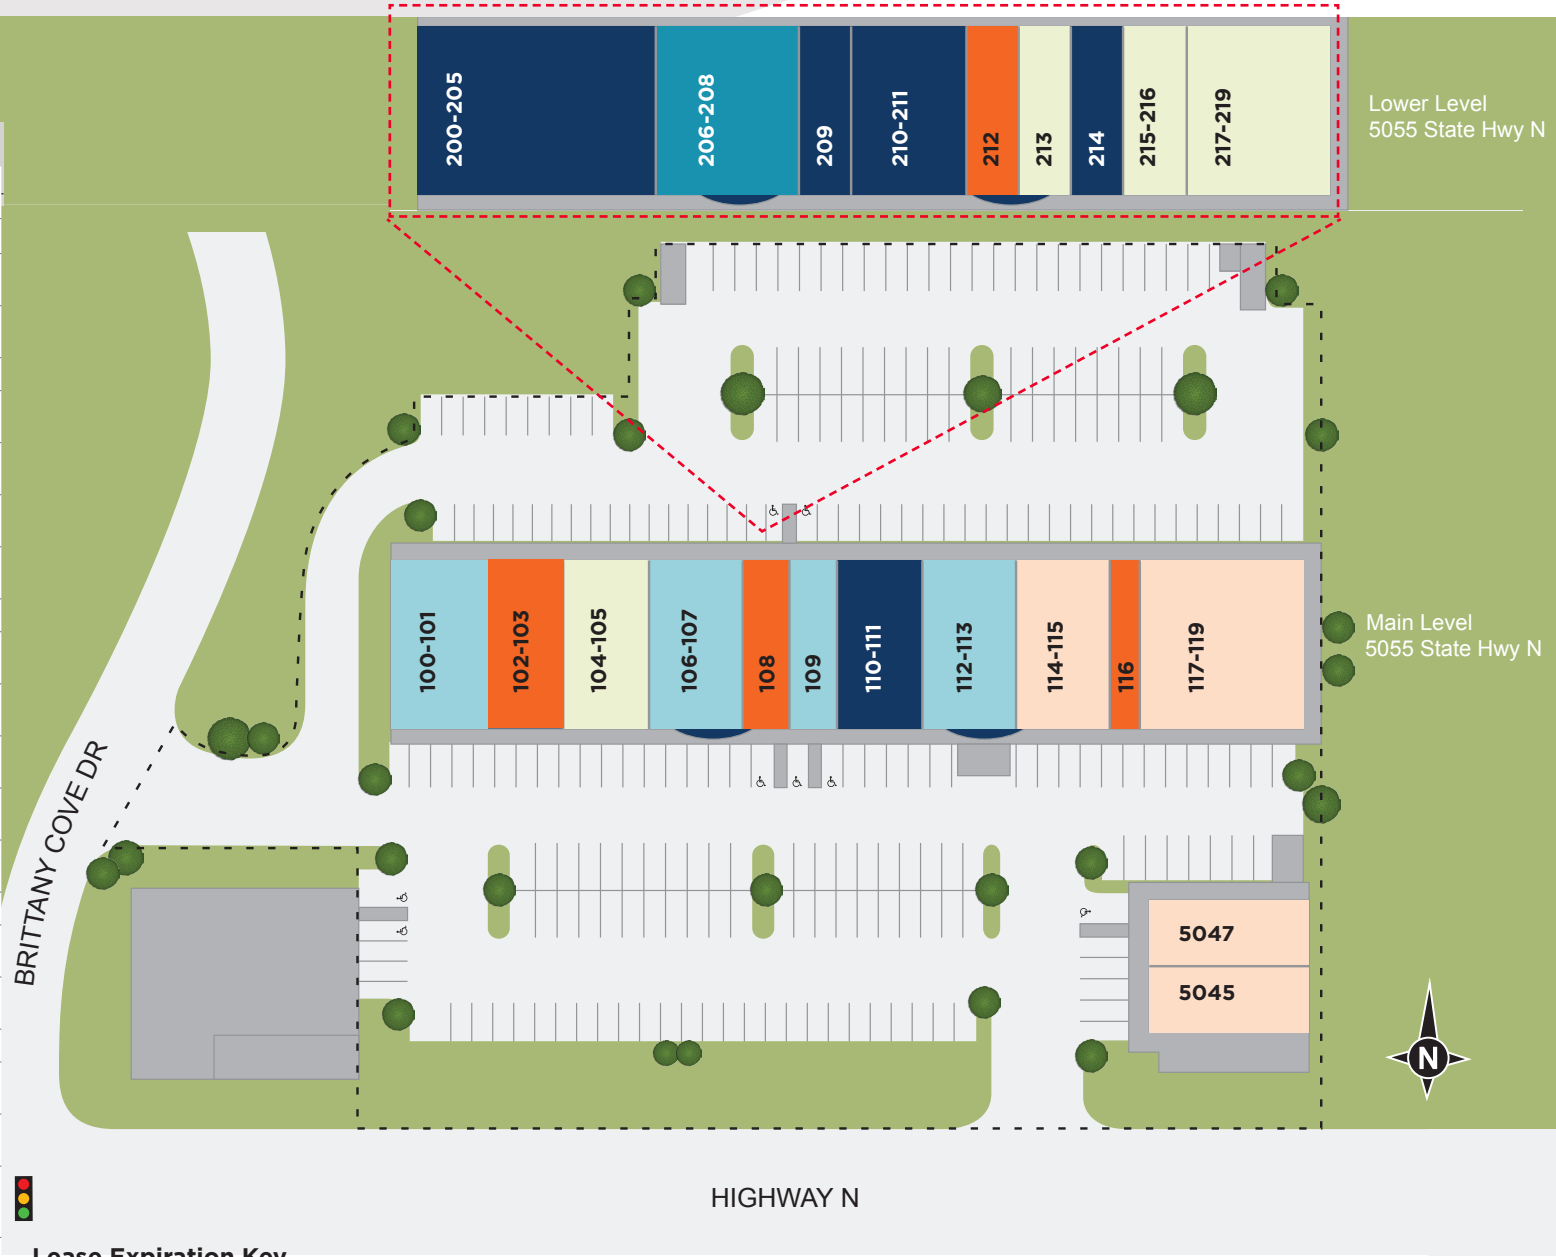 200-205
206-208
209
210-211
212
213
214
215-216
217-219
Lower Level
5055 State Hwy N
100-101
102-103
104-105
106-107
108
109
110-111
112-113
114-115
116
117-119
Main Level
5055 State Hwy N
BRITTANY COVE DR
5047
5045
N
HIGHWAY N
Lease Expiration Key